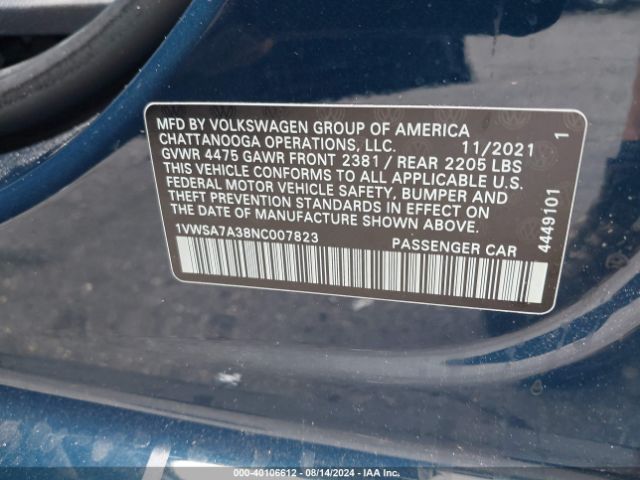 MFD BY VOLKSWAGEN GROUP OF AMERICA
CHATTANOOGA OPERATIONS, LLC. 11/2021 1
GVWR 4475 GAWR FRONT 2381 / REAR 2205 LBS
THIS VEHICLE CONFORMS TO ALL APPLICABLE U.S.
FEDERAL MOTOR VEHICLE SAFETY, BUMPER AND
THEFT PREVENTION STANDARDS IN EFFECT ON
THE DATE OF MANUFACTURE SHOWN ABOVE.
1VWSA7A38NC007823 PASSENGER CAR
4449101
000-40106612 - 08/14/2024 - IAA Inc.